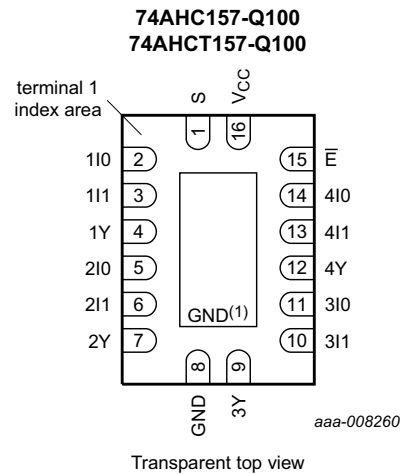 74AHC157-Q100
74AHCT157-Q100
terminal 1
index area
S
VCC
1
16
1I0 2
15 E̅
1I1 3
14 4I0
1Y 4
13 4I1
2I0 5
12 4Y
2I1 6
11 3I0
2Y 7
10 3I1
GND(1)
8
9
GND
3Y
aaa-008260
Transparent top view